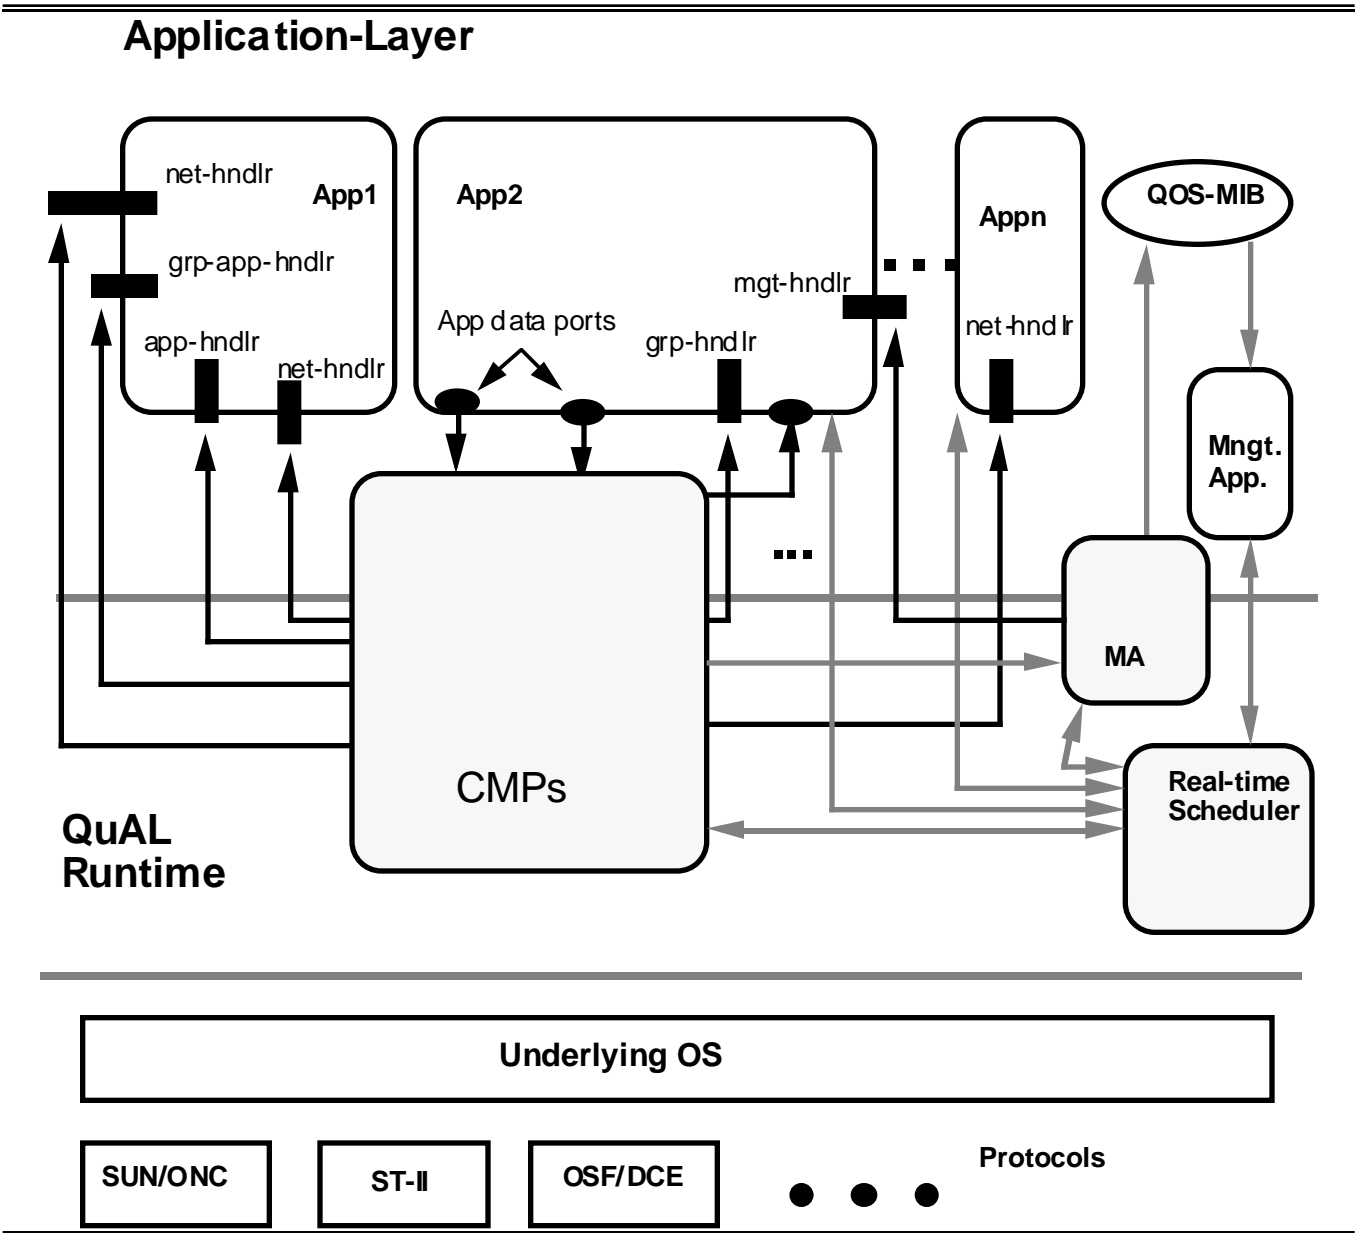 Application-Layer
net-hndlr
App1
App2
QOS-MIB
Appn
grp-app-hndlr
mgt-hndlr
App data ports
net-hndlr
app-hndlr
grp-hndlr
net-hndlr
Mngt.
App.
MA
CMPs
Real-time
Scheduler
QuAL
Runtime
Underlying OS
Protocols
SUN/ONC
ST-II
OSF/DCE